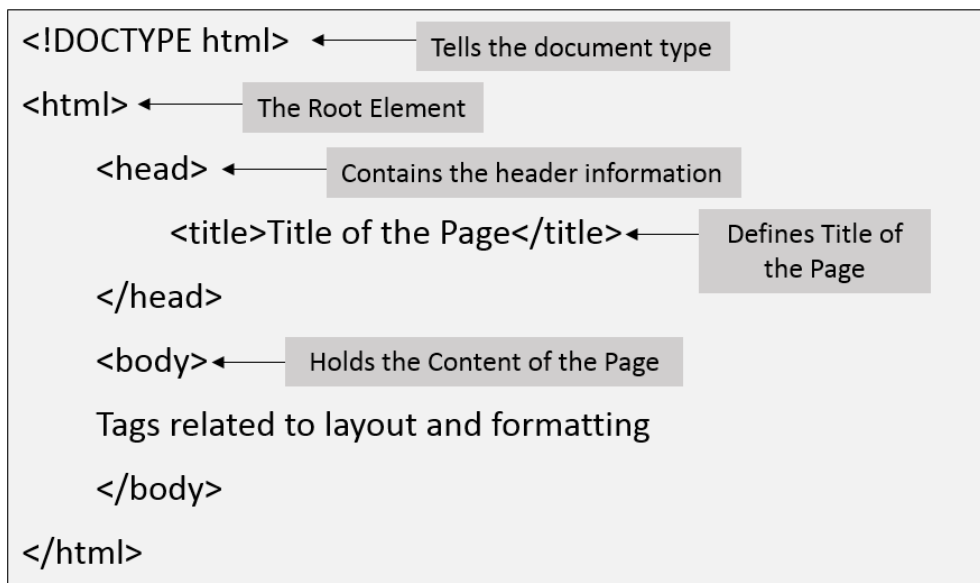 <!DOCTYPE html> Tells the document type
<html> The Root Element
<head> Contains the header information
<title>Title of the Page</title> Defines Title of
the Page
</head>
<body> Holds the Content of the Page
Tags related to layout and formatting
</body>
</html>